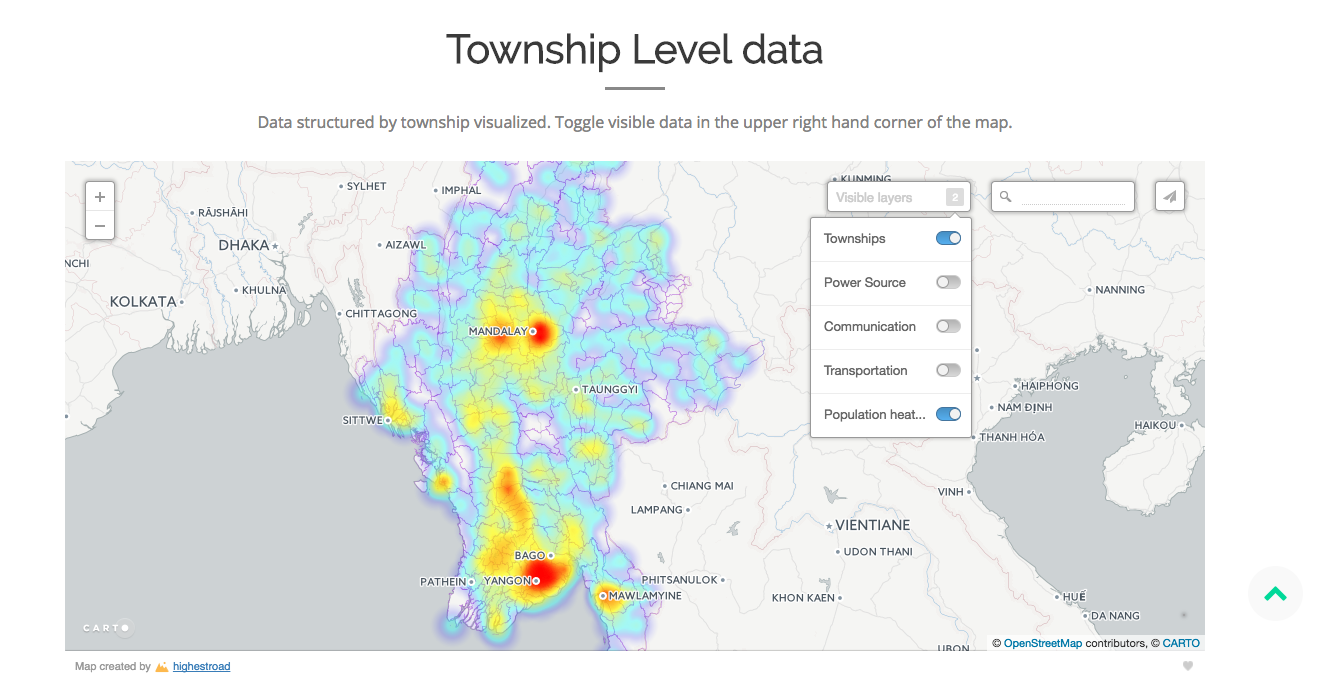 Township Level data
Data structured by township visualized. Toggle visible data in the upper right hand corner of the map.
+
−
Visible layers 2
Townships
Power Source
Communication
Transportation
Population heat...
KUNMING
SYLHET
IMPHAL
RĀJSHĀHI
DHAKA
AIZAWL
NCHI
KHULNA
KOLKATA
CHITTAGONG
NANNING
MANDALAY
TAUNGGYI
HAIPHONG
NAM ĐỊNH
SITTWE
HAIKOU
THANH HÓA
CHIANG MAI
VINH
LAMPANG
VIENTIANE
UDON THANI
BAGO
PATHEIN
YANGON
PHITSANULOK
MAWLAMYINE
KHON KAEN
HUẾ
DA NANG
UBON
CARTO
© OpenStreetMap contributors, © CARTO
Map created by highestroad